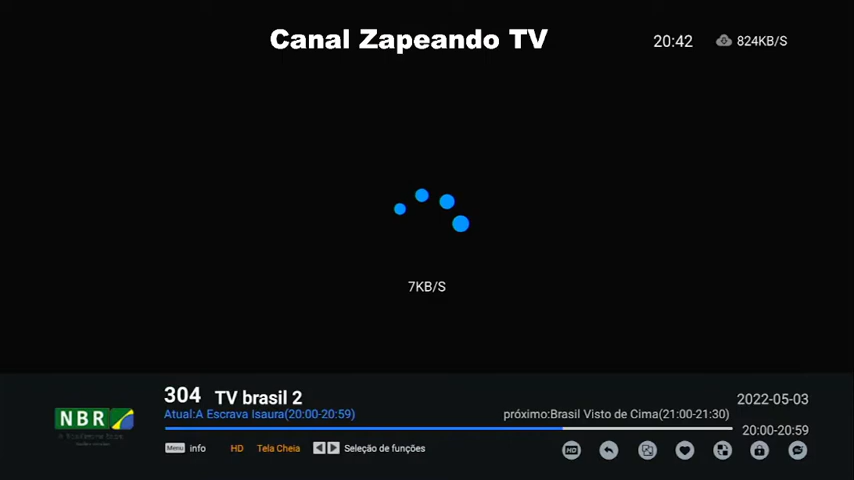 Canal Zapeando TV
20:42
824KB/S
7KB/S
304 TV brasil 2
2022-05-03
Atual:A Escrava Isaura(20:00-20:59)
próximo:Brasil Visto de Cima(21:00-21:30)
20:00-20:59
NBR
Menu info HD Tela Cheia Seleção de funções
HD